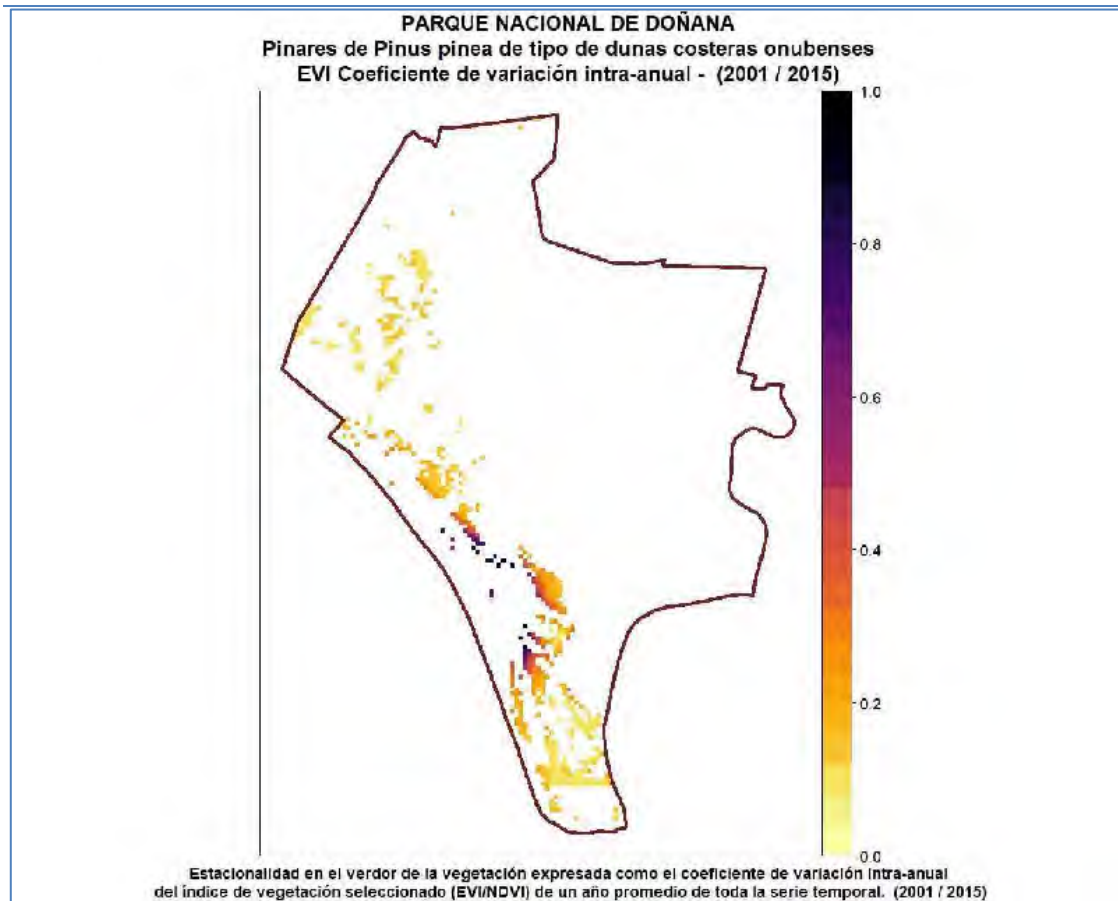 PARQUE NACIONAL DE DOÑANA
Pinares de Pinus pinea de tipo de dunas costeras onubenses
EVI Coeficiente de variación intra-anual - (2001 / 2015)
1.0
0.8
0.6
0.4
0.2
0.0
Estacionalidad en el verdor de la vegetación expresada como el coeficiente de variación intra-anual
del índice de vegetación seleccionado (EVI/NDVI) de un año promedio de toda la serie temporal. (2001 / 2015)